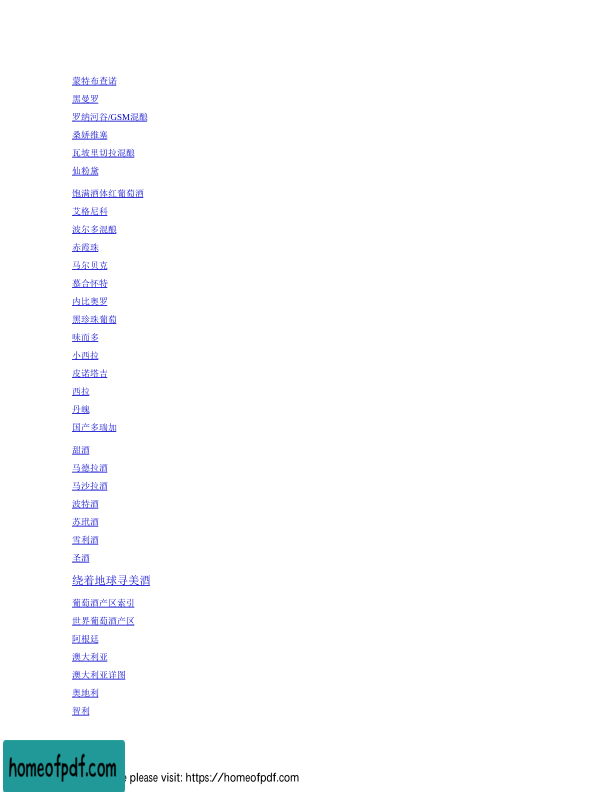 蒙特布查诺
黑曼罗
罗纳河谷/GSM混酿
桑娇维塞
瓦坡里切拉混酿
仙粉黛
饱满酒体红葡萄酒
艾格尼科
波尔多混酿
赤霞珠
马尔贝克
慕合怀特
内比奥罗
黑珍珠葡萄
味而多
小西拉
皮诺塔吉
西拉
丹魄
国产多瑞加
甜酒
马德拉酒
马沙拉酒
波特酒
苏玳酒
雪利酒
圣酒
绕着地球寻美酒
葡萄酒产区索引
世界葡萄酒产区
阿根廷
澳大利亚
澳大利亚详图
奥地利
智利
homeofpdf.com
please visit: https://homeofpdf.com